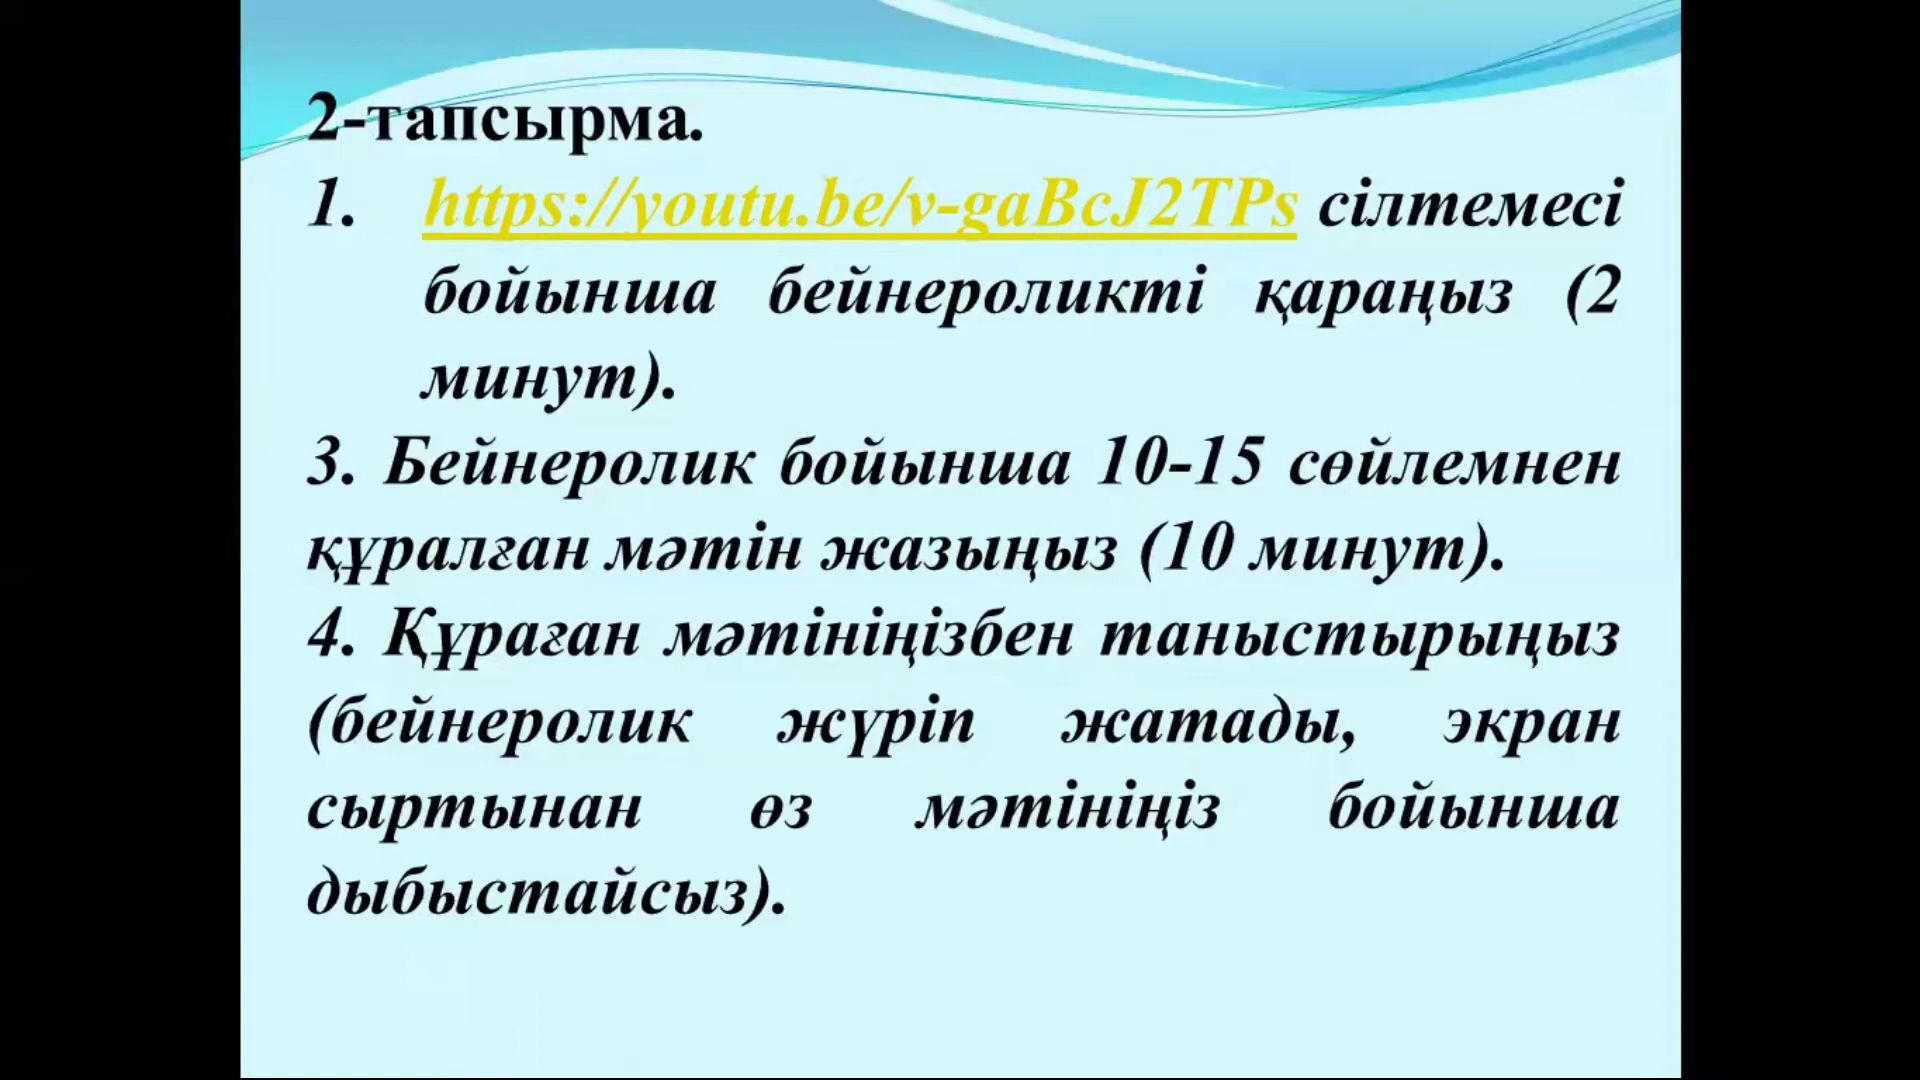 2-тапсырма.
1. https://youtu.be/v-gaBcJ2TPs сілтемесі
бойынша бейнероликті қараңыз (2
минут).
3. Бейнеролик бойынша 10-15 сөйлемнен
құралған мәтін жазыңыз (10 минут).
4. Құраған мәтініңізбен таныстырыңыз
(бейнеролик жүріп жатады, экран
сыртынан өз мәтініңіз бойынша
дыбыстайсыз).